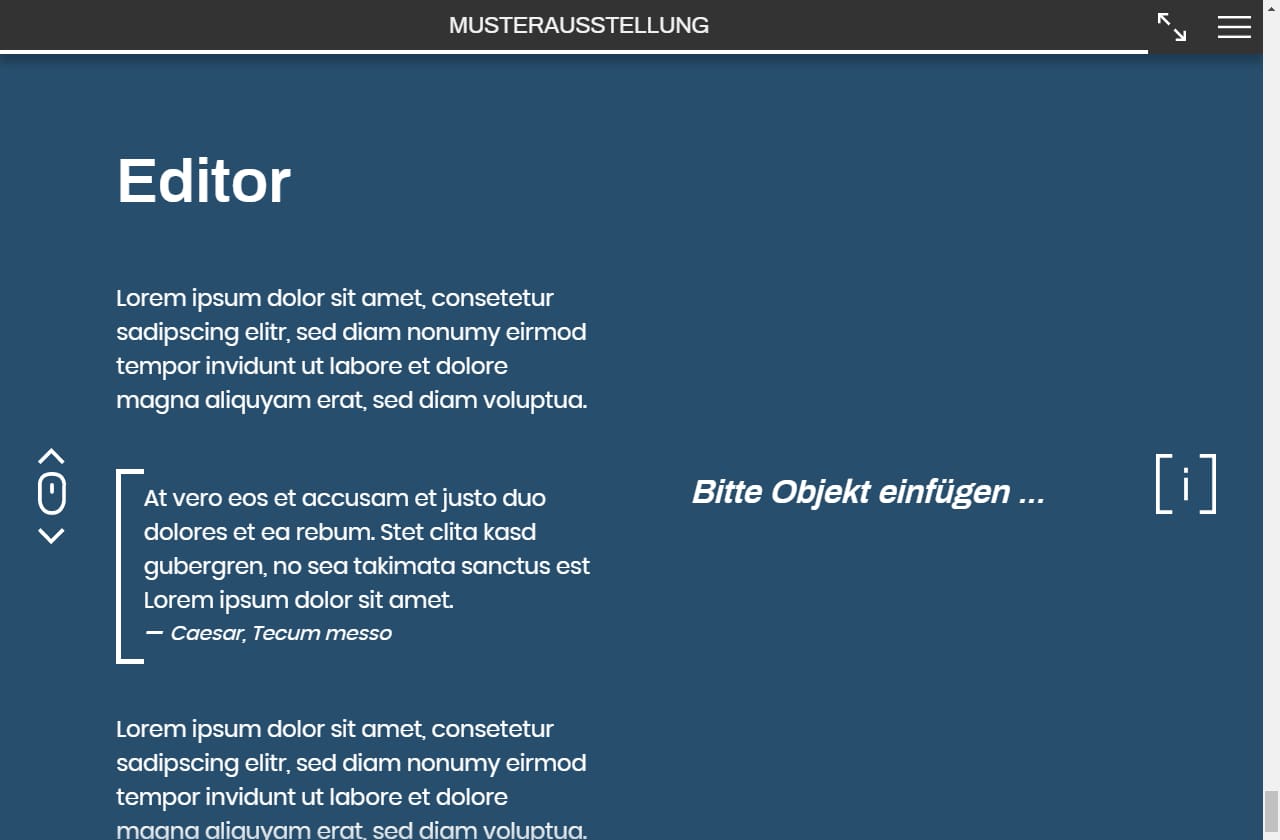 MUSTERAUSSTELLUNG
Editor
Lorem ipsum dolor sit amet, consetetur
sadipscing elitr, sed diam nonumy eirmod
tempor invidunt ut labore et dolore
magna aliquyam erat, sed diam voluptua.
At vero eos et accusam et justo duo
dolores et ea rebum. Stet clita kasd
gubergren, no sea takimata sanctus est
Lorem ipsum dolor sit amet.
— Caesar, Tecum messo
Lorem ipsum dolor sit amet, consetetur
sadipscing elitr, sed diam nonumy eirmod
tempor invidunt ut labore et dolore
magna aliquyam erat, sed diam voluptua.
Bitte Objekt einfügen ...
[i]